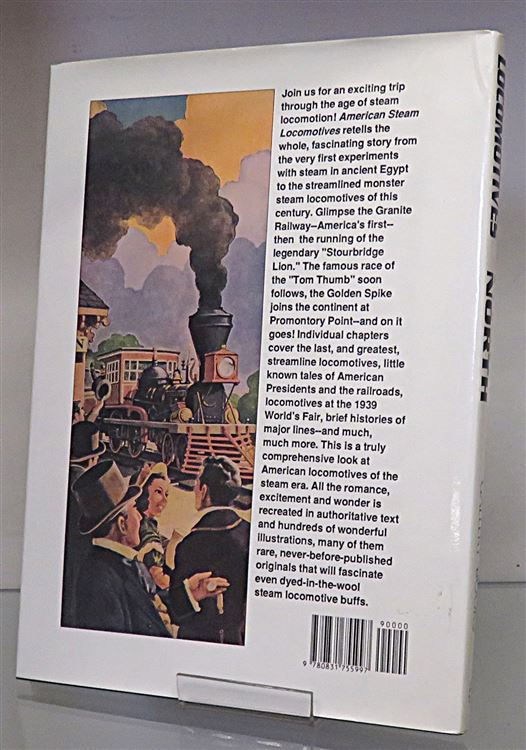 Join us for an exciting trip
through the age of steam
locomotion! American Steam
Locomotives retells the
whole, fascinating story from
the very first experiments
with steam in ancient Egypt
to the streamlined monster
steam locomotives of this
century. Glimpse the Granite
Railway--America's first--
then the running of the
legendary "Stourbridge
Lion." The famous race of
the "Tom Thumb" soon
follows, the Golden Spike
joins the continent at
Promontory Point--and on it
goes! Individual chapters
cover the last, and greatest,
streamline locomotives, little
known tales of American
Presidents and the railroads,
locomotives at the 1939
World's Fair, brief histories of
major lines--and much,
much more. This is a truly
comprehensive look at
American locomotives of the
steam era. All the romance,
excitement and wonder is
recreated in authoritative text
and hundreds of wonderful
illustrations, many of them
rare, never-before-published
originals that will fascinate
even dyed-in-the-wool
steam locomotive buffs.
90000
9 780831 755997
LOCOMOTIVES NORTH